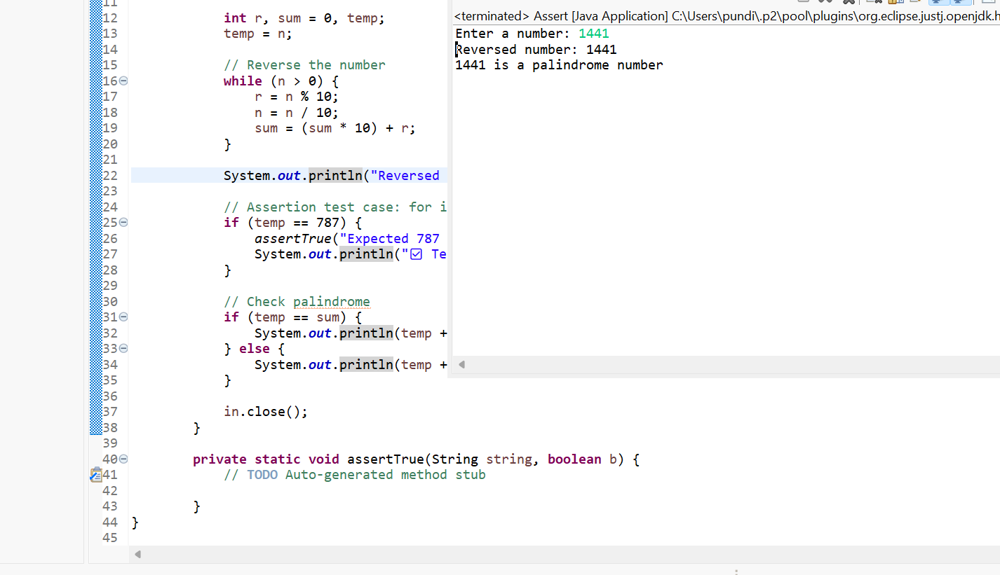 11
12 int r, sum = 0, temp;
13 temp = n;
14
15 // Reverse the number
16 while (n > 0) {
17 r = n % 10;
18 n = n / 10;
19 sum = (sum * 10) + r;
20 }
21
22 System.out.println("Reversed
23
24 // Assertion test case: for i
25 if (temp == 787) {
26 assertTrue("Expected 787
27 System.out.println("☑ Te
28 }
29
30 // Check palindrome
31 if (temp == sum) {
32 System.out.println(temp +
33 } else {
34 System.out.println(temp +
35 }
36
37 in.close();
38 }
39
40 private static void assertTrue(String string, boolean b) {
41 // TODO Auto-generated method stub
42
43 }
44 }
45
<terminated> Assert [Java Application] C:\Users\pundi\.p2\pool\plugins\org.eclipse.justj.openjdk.h
Enter a number: 1441
Reversed number: 1441
1441 is a palindrome number